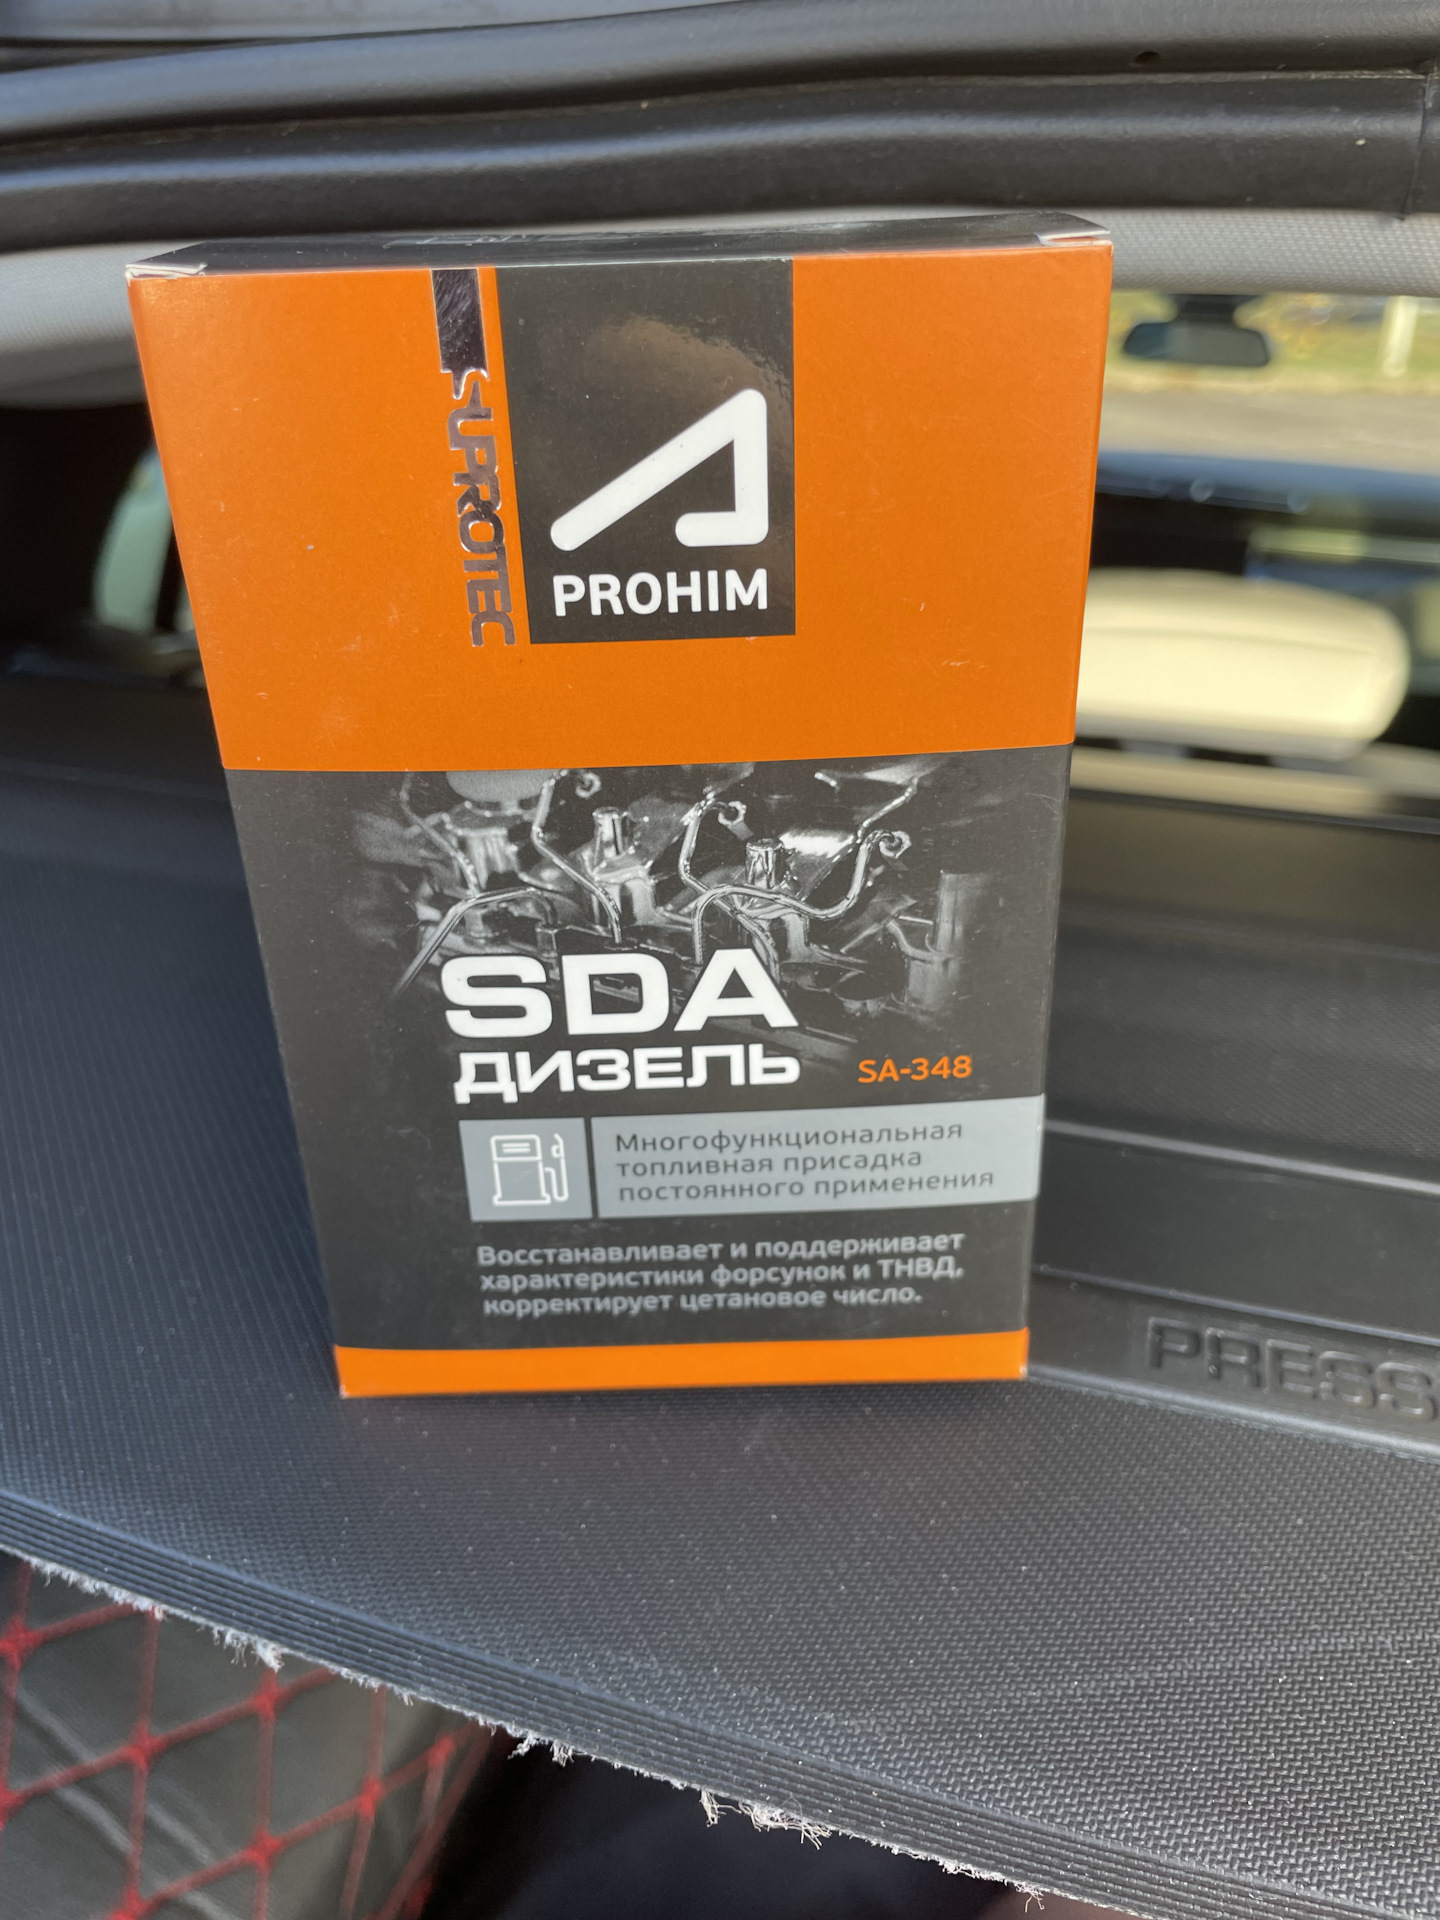 SUPROTEC
PROHIM
SDA
ДИЗЕЛЬ
SA-348
Многофункциональная
топливная присадка
постоянного применения
Восстанавливает и поддерживает
характеристики форсунок и ТНВД,
корректирует цетановое число.
PRESS